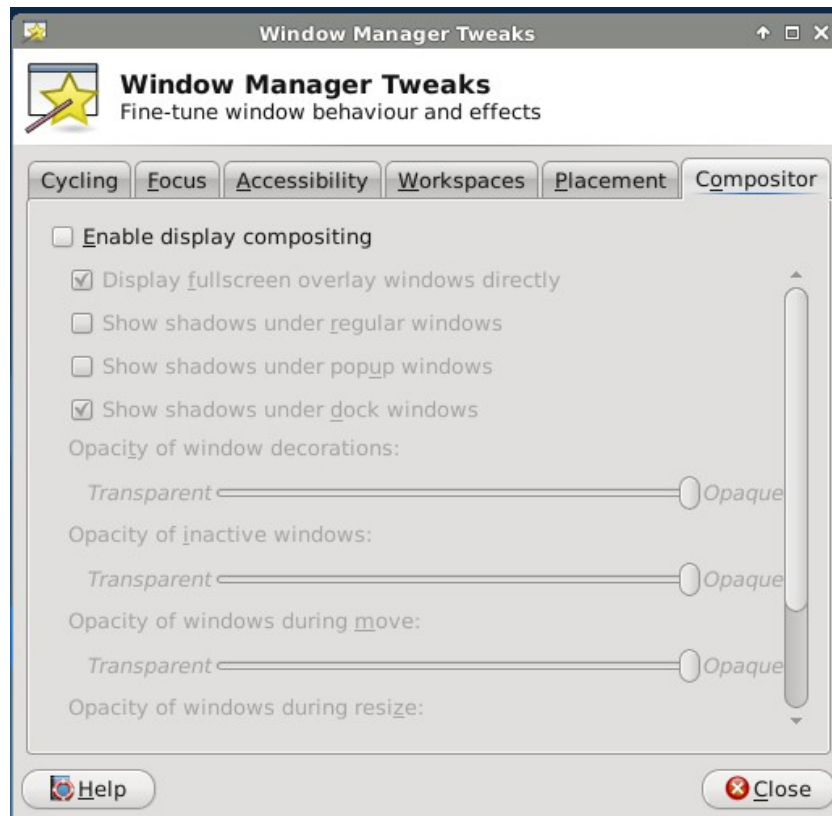 Window Manager Tweaks
Window Manager Tweaks
Fine-tune window behaviour and effects
Cycling Focus Accessibility Workspaces Placement Compositor
Enable display compositing
Display fullscreen overlay windows directly
Show shadows under regular windows
Show shadows under popup windows
Show shadows under dock windows
Opacity of window decorations:
Transparent Opaque
Opacity of inactive windows:
Transparent Opaque
Opacity of windows during move:
Transparent Opaque
Opacity of windows during resize:
Help Close